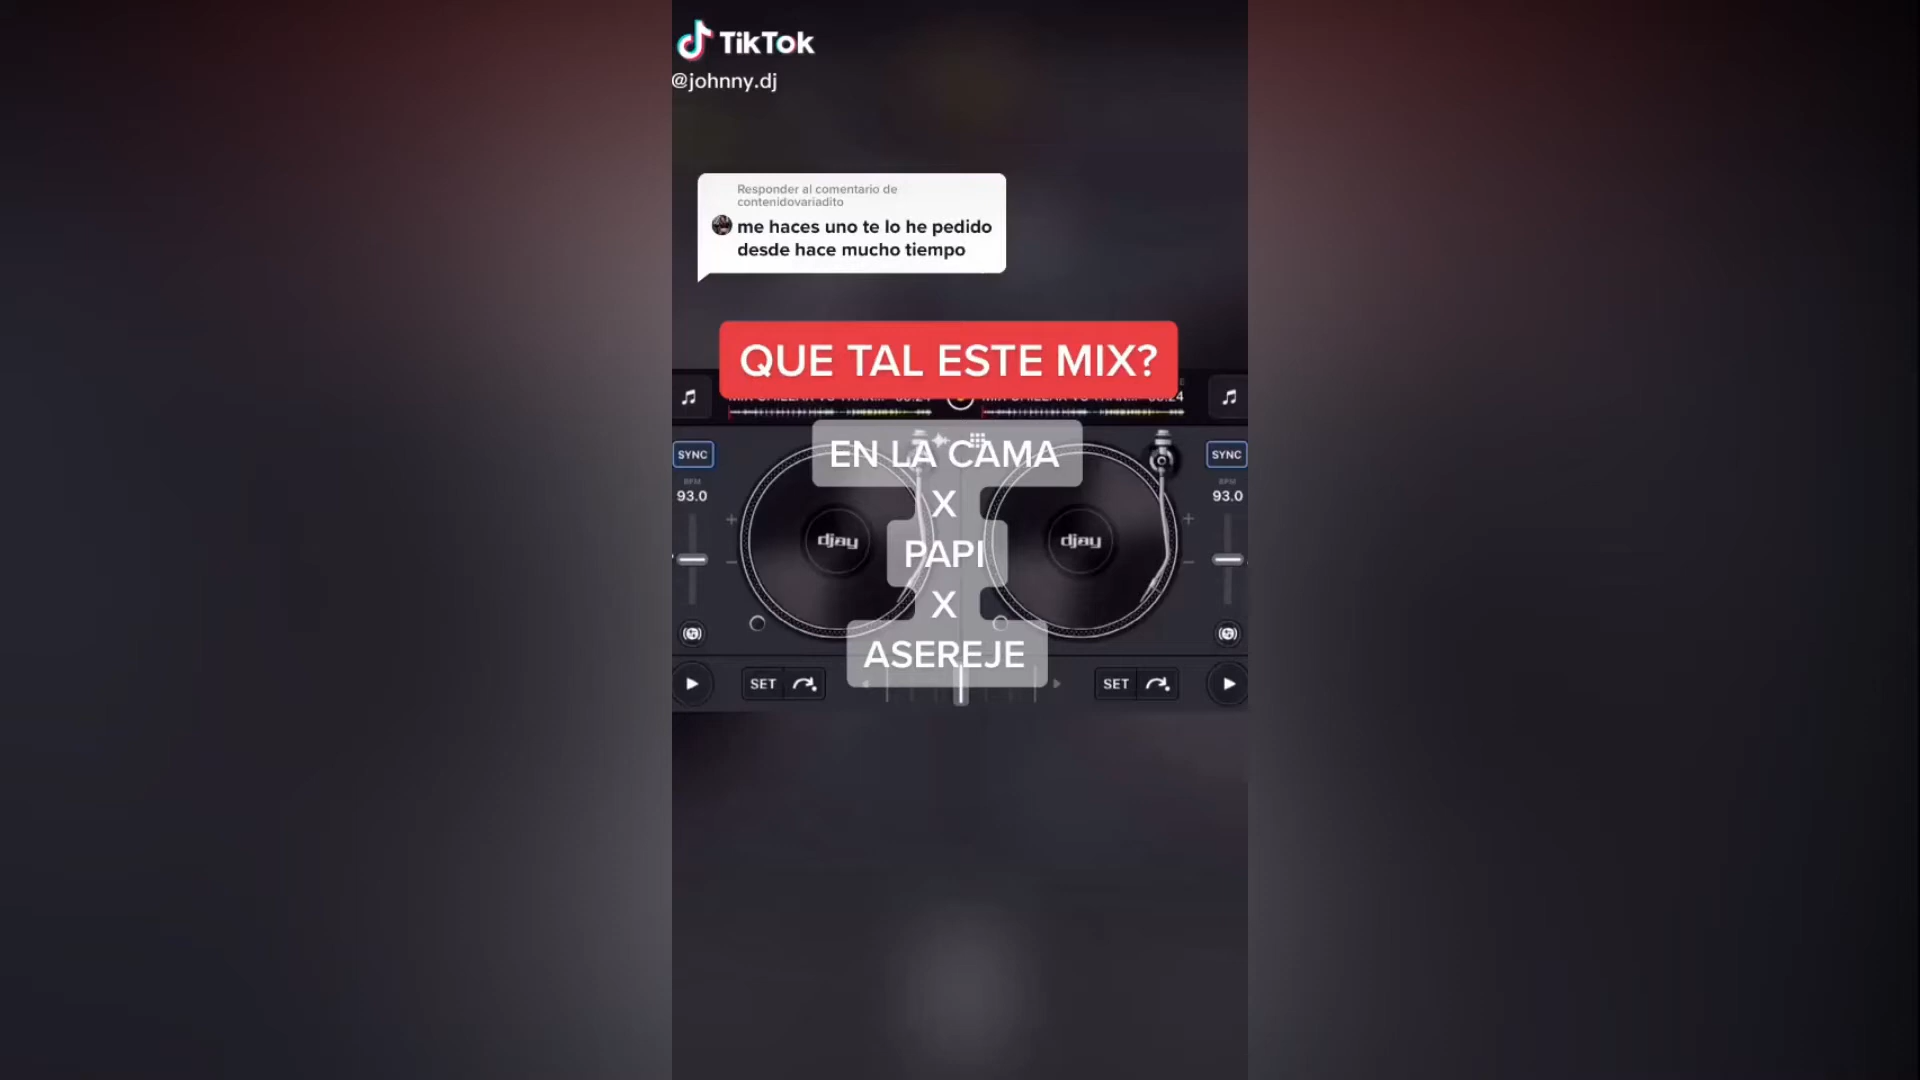 TikTok
@johnny.dj
Responder al comentario de
contenidovariadito
me haces uno te lo he pedido
desde hace mucho tiempo
QUE TAL ESTE MIX?
EN LA CAMA
X
PAPI
X
ASEREJE
SYNC
SYNC
BPM
93.0
BPM
93.0
djay
djay
SET
SET